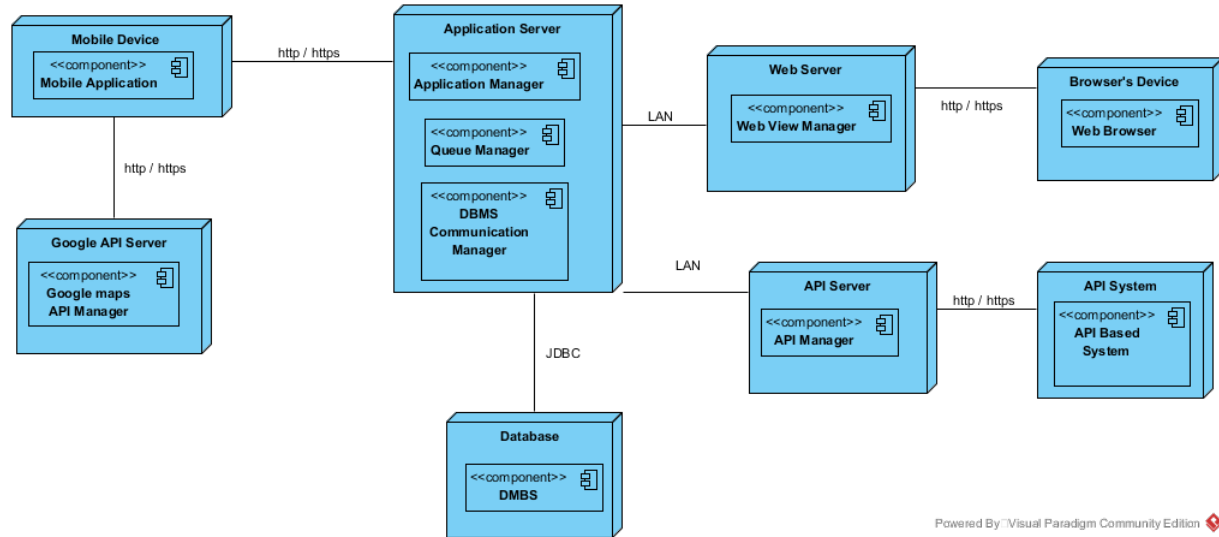 Mobile Device
<<component>>
Mobile Application
http / https
Application Server
<<component>>
Application Manager
<<component>>
Queue Manager
<<component>>
DBMS
Communication
Manager
LAN
Web Server
<<component>>
Web View Manager
http / https
Browser's Device
<<component>>
Web Browser
http / https
Google API Server
<<component>>
Google maps
API Manager
LAN
API Server
<<component>>
API Manager
http / https
API System
<<component>>
API Based
System
JDBC
Database
<<component>>
DMBS
Powered By Visual Paradigm Community Edition